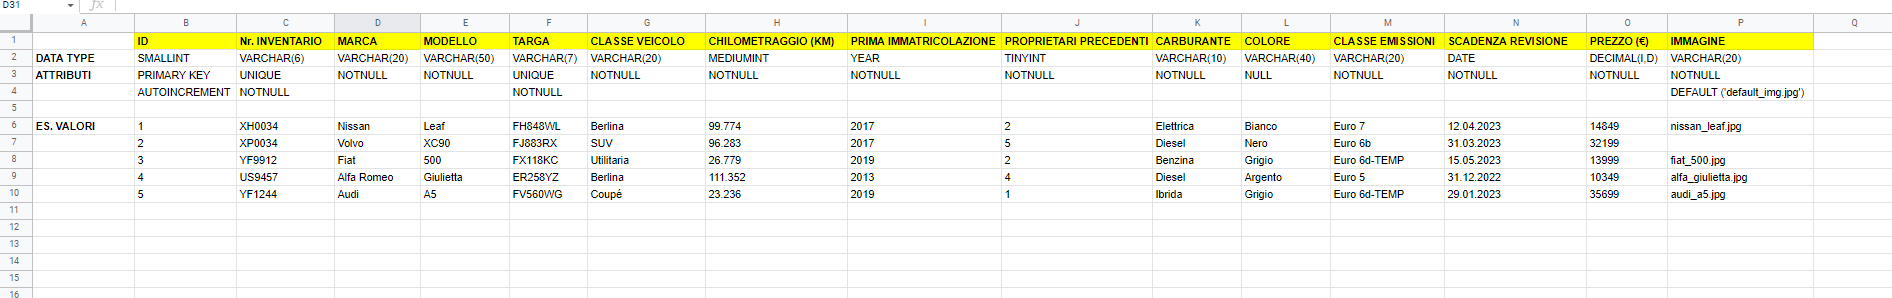 D31 fx
A B C D E F G H I J K L M N O P Q
1 ID Nr. INVENTARIO MARCA MODELLO TARGA CLASSE VEICOLO CHILOMETRAGGIO (KM) PRIMA IMMATRICOLAZIONE PROPRIETARI PRECEDENTI CARBURANTE COLORE CLASSE EMISSIONI SCADENZA REVISIONE PREZZO (€) IMMAGINE
2 DATA TYPE SMALLINT VARCHAR(6) VARCHAR(20) VARCHAR(50) VARCHAR(7) VARCHAR(20) MEDIUMINT YEAR TINYINT VARCHAR(10) VARCHAR(40) VARCHAR(20) DATE DECIMAL(I,D) VARCHAR(20)
3 ATTRIBUTI PRIMARY KEY UNIQUE NOTNULL NOTNULL UNIQUE NOTNULL NOTNULL NOTNULL NOTNULL NOTNULL NULL NOTNULL NOTNULL NOTNULL NOTNULL
4 AUTOINCREMENT NOTNULL NOTNULL DEFAULT ('default_img.jpg')
5
6 ES. VALORI 1 XH0034 Nissan Leaf FH848WL Berlina 99.774 2017 2 Elettrica Bianco Euro 7 12.04.2023 14849 nissan_leaf.jpg
7 2 XP0034 Volvo XC90 FJ883RX SUV 96.283 2017 5 Diesel Nero Euro 6b 31.03.2023 32199
8 3 YF9912 Fiat 500 FX118KC Utilitaria 26.779 2019 2 Benzina Grigio Euro 6d-TEMP 15.05.2023 13999 fiat_500.jpg
9 4 US9457 Alfa Romeo Giulietta ER258YZ Berlina 111.352 2013 4 Diesel Argento Euro 5 31.12.2022 10349 alfa_giulietta.jpg
10 5 YF1244 Audi A5 FV560WG Coupé 23.236 2019 1 Ibrida Grigio Euro 6d-TEMP 29.01.2023 35699 audi_a5.jpg
11
12
13
14
15
16